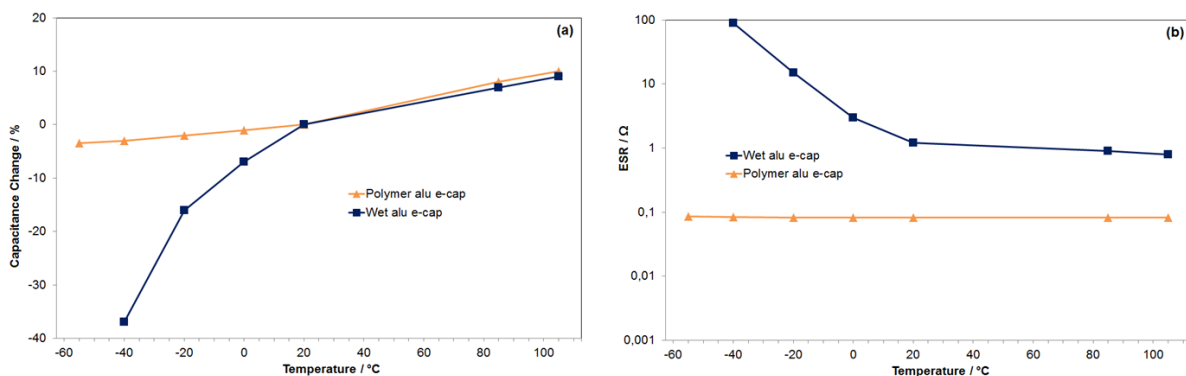 (a)
Capacitance Change / %
20
10
0
-10
-20
-30
-40
Polymer alu e-cap
Wet alu e-cap
-60 -40 -20 0 20 40 60 80 100
Temperature / °C
(b)
ESR / Ω
100
10
1
0,1
0,01
0,001
Wet alu e-cap
Polymer alu e-cap
-60 -40 -20 0 20 40 60 80 100
Temperature / °C